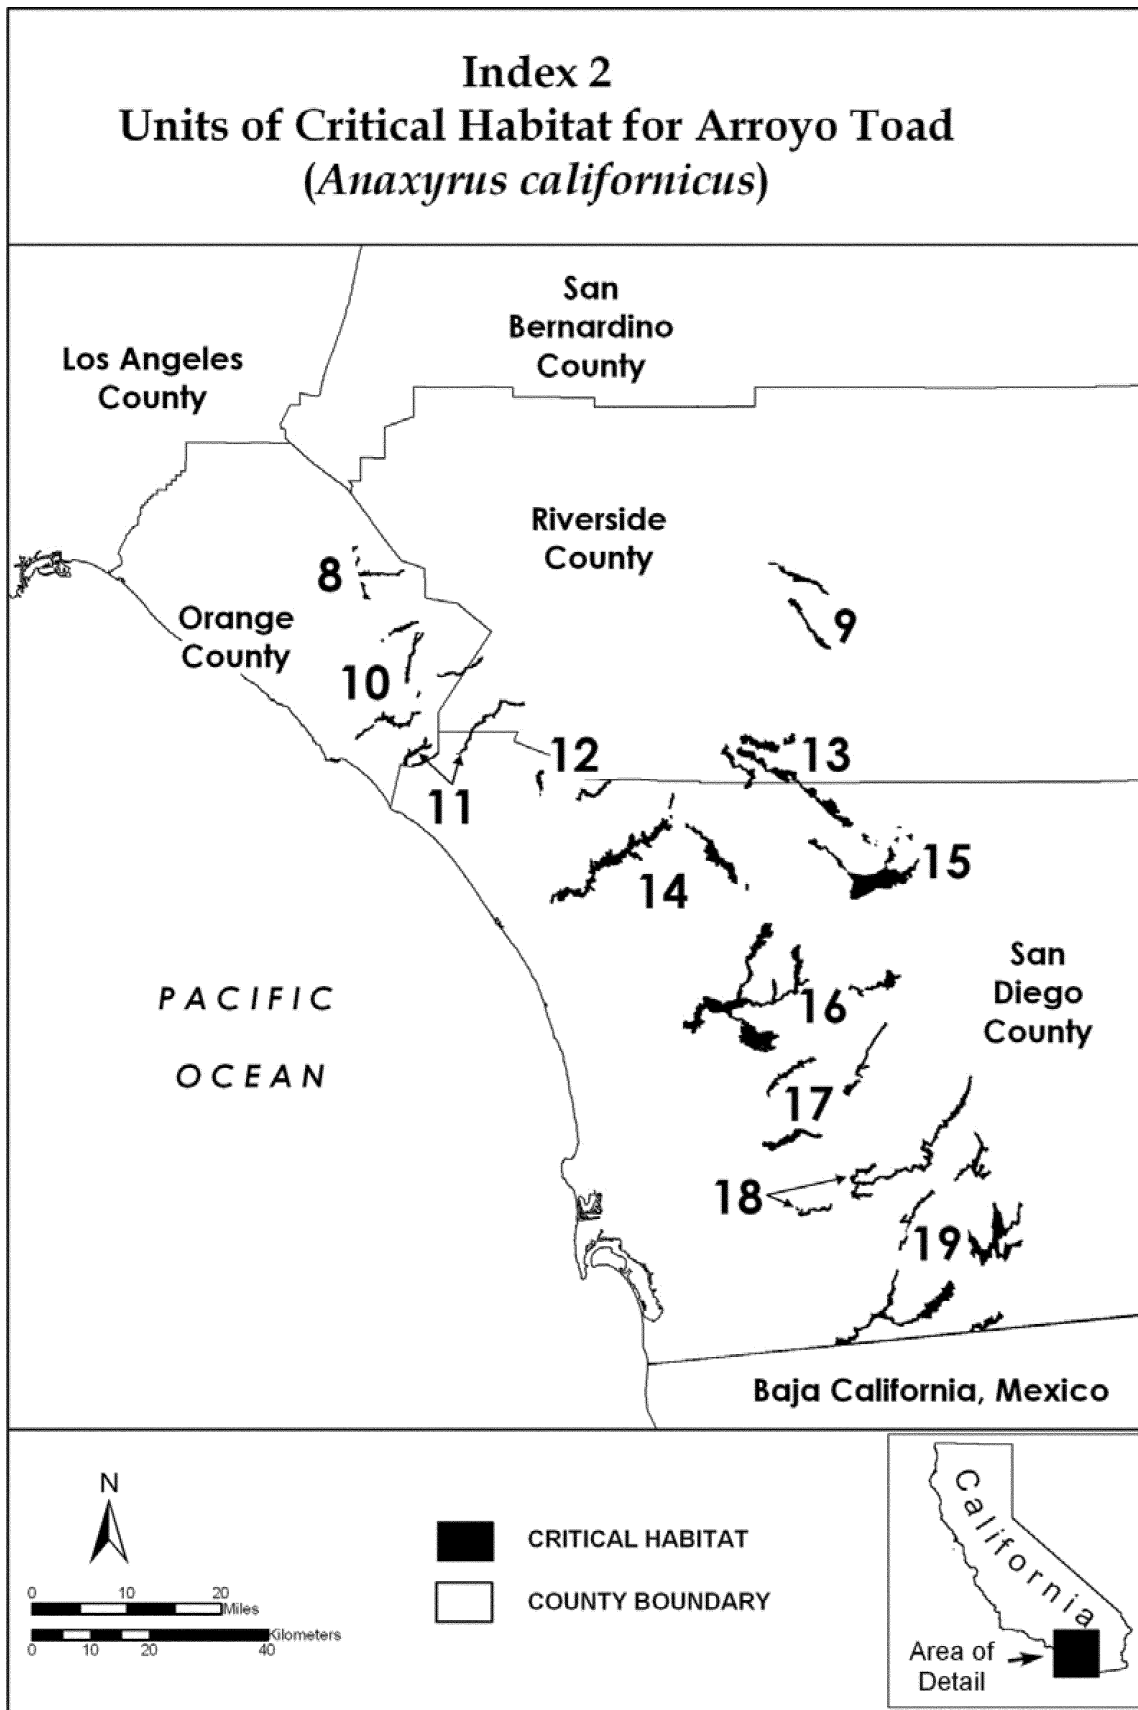 Index 2
Units of Critical Habitat for Arroyo Toad
(Anaxyrus californicus)
San
Bernardino
County
Los Angeles
County
Riverside
County
8
Orange
County
9
10
12
13
11
15
14
San
Diego
County
PACIFIC
OCEAN
16
17
18
19
Baja California, Mexico
N
0 10 20
Miles
Kilometers
0 10 20 40
CRITICAL HABITAT
COUNTY BOUNDARY
California
Area of
Detail